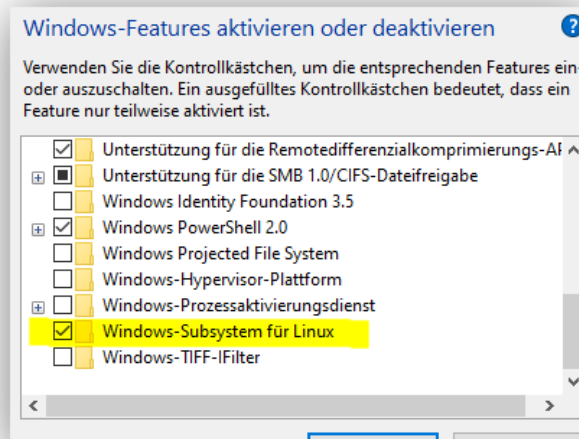 Windows-Features aktivieren oder deaktivieren
?
Verwenden Sie die Kontrollkästchen, um die entsprechenden Features ein-
oder auszuschalten. Ein ausgefülltes Kontrollkästchen bedeutet, dass ein
Feature nur teilweise aktiviert ist.
Unterstützung für die Remotedifferenzialkomprimierungs-AP
Unterstützung für die SMB 1.0/CIFS-Dateifreigabe
Windows Identity Foundation 3.5
Windows PowerShell 2.0
Windows Projected File System
Windows-Hypervisor-Plattform
Windows-Prozessaktivierungsdienst
Windows-Subsystem für Linux
Windows-TIFF-IFilter